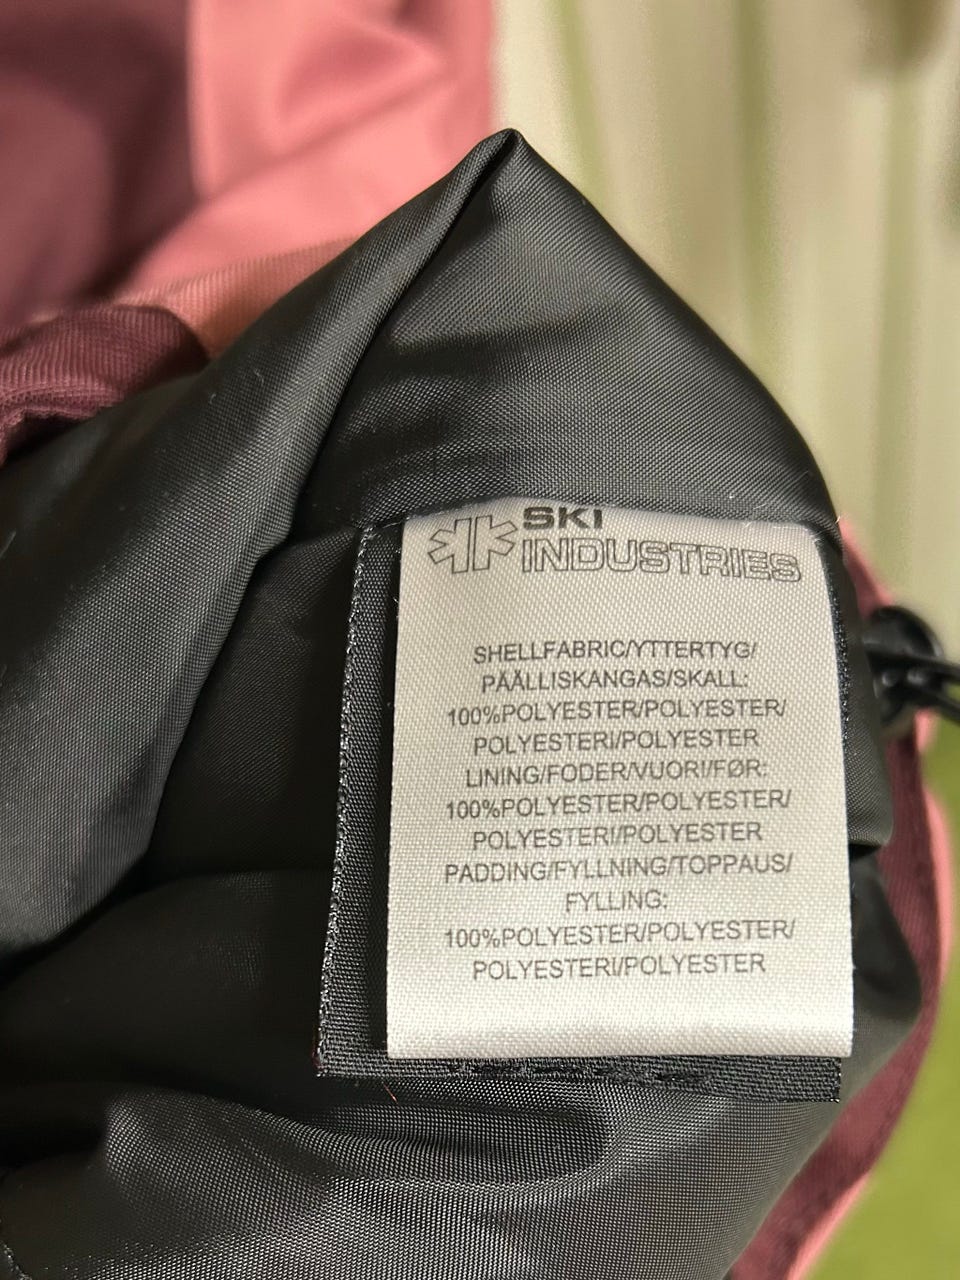 SKI
INDUSTRIES
SHELLFABRIC/YTTERTYG/
PÄÄLLISKANGAS/SKALL:
100%POLYESTER/POLYESTER/
POLYESTERI/POLYESTER
LINING/FODER/VUORI/FØR:
100%POLYESTER/POLYESTER/
POLYESTERI/POLYESTER
PADDING/FYLLNING/TOPPAUS/
FYLLING:
100%POLYESTER/POLYESTER/
POLYESTERI/POLYESTER